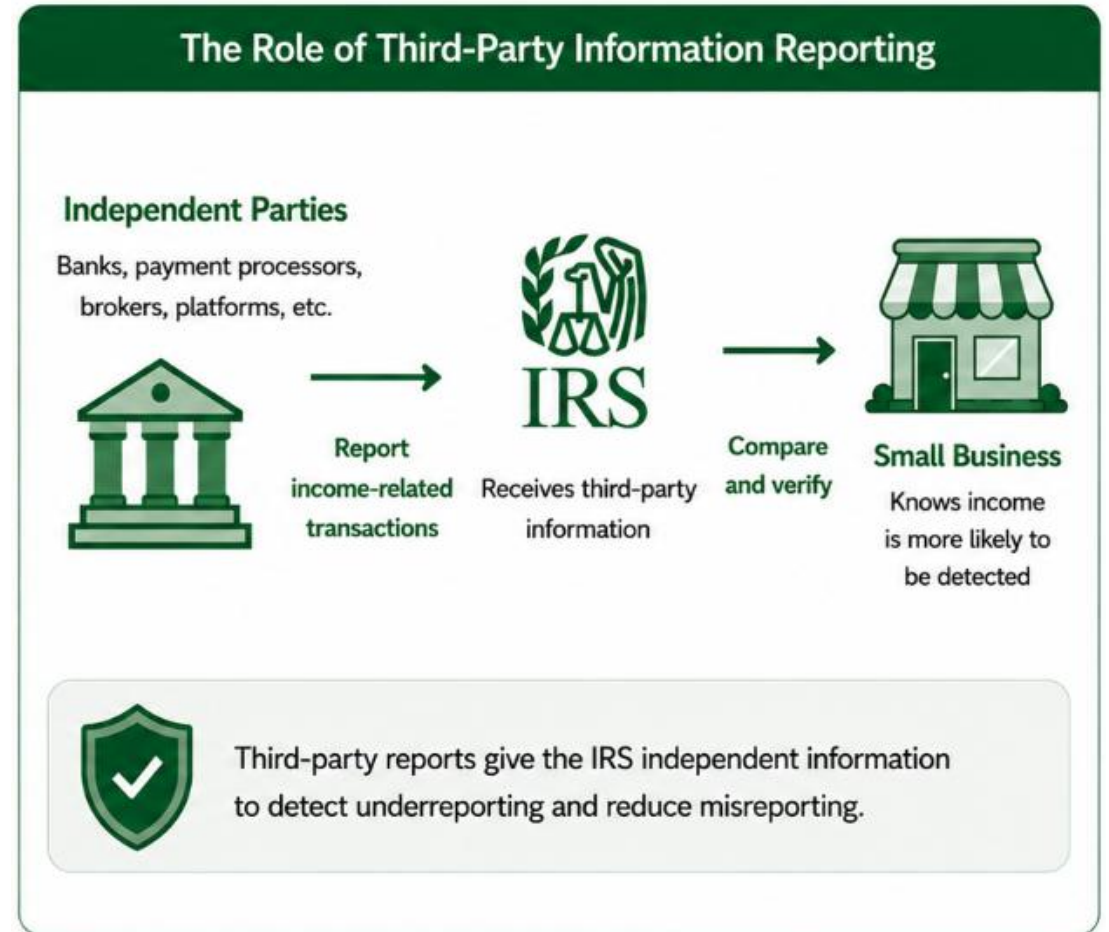 The Role of Third-Party Information Reporting
Independent Parties
Banks, payment processors,
brokers, platforms, etc.
Report
income-related
transactions
IRS
Receives third-party
information
Compare
and verify
Small Business
Knows income
is more likely to
be detected
Third-party reports give the IRS independent information
to detect underreporting and reduce misreporting.